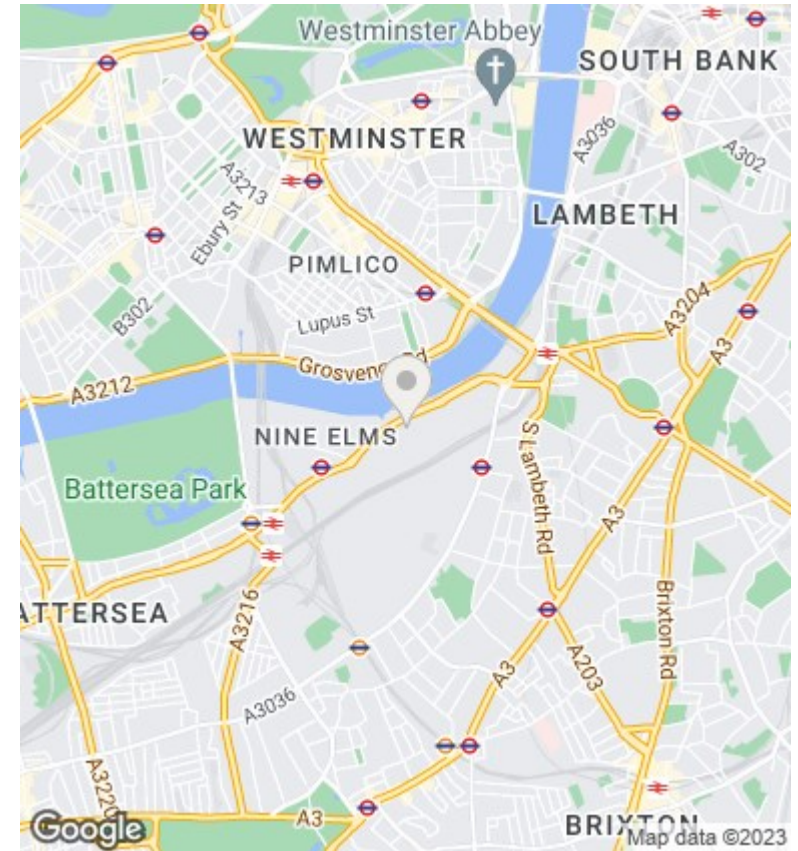 Westminster Abbey
SOUTH BANK
WESTMINSTER
A3036
A302
A3213
Ebury St
LAMBETH
PIMLICO
B302
Lupus St
A3204
A3
Grosvenor Rd
A3212
NINE ELMS
Battersea Park
S Lambeth Rd
A3
ATTERSEA
A3216
Brixton Rd
A203
A3
A3036
A3220
A3
BRIXTON
Google
Map data ©2023